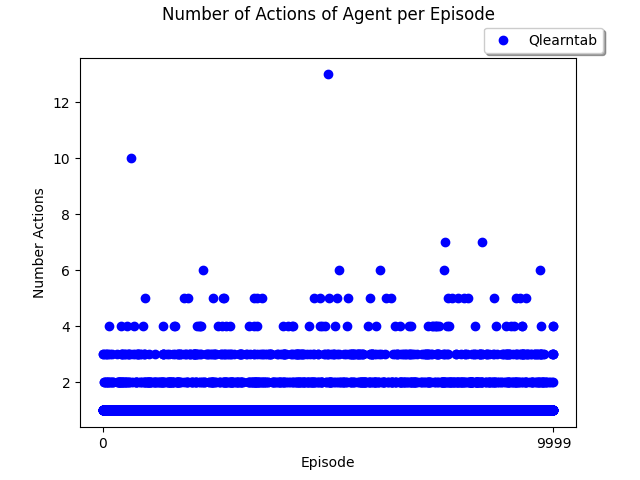 Number of Actions of Agent per Episode
Qlearntab
12
10
8
6
4
2
Number Actions
0
9999
Episode